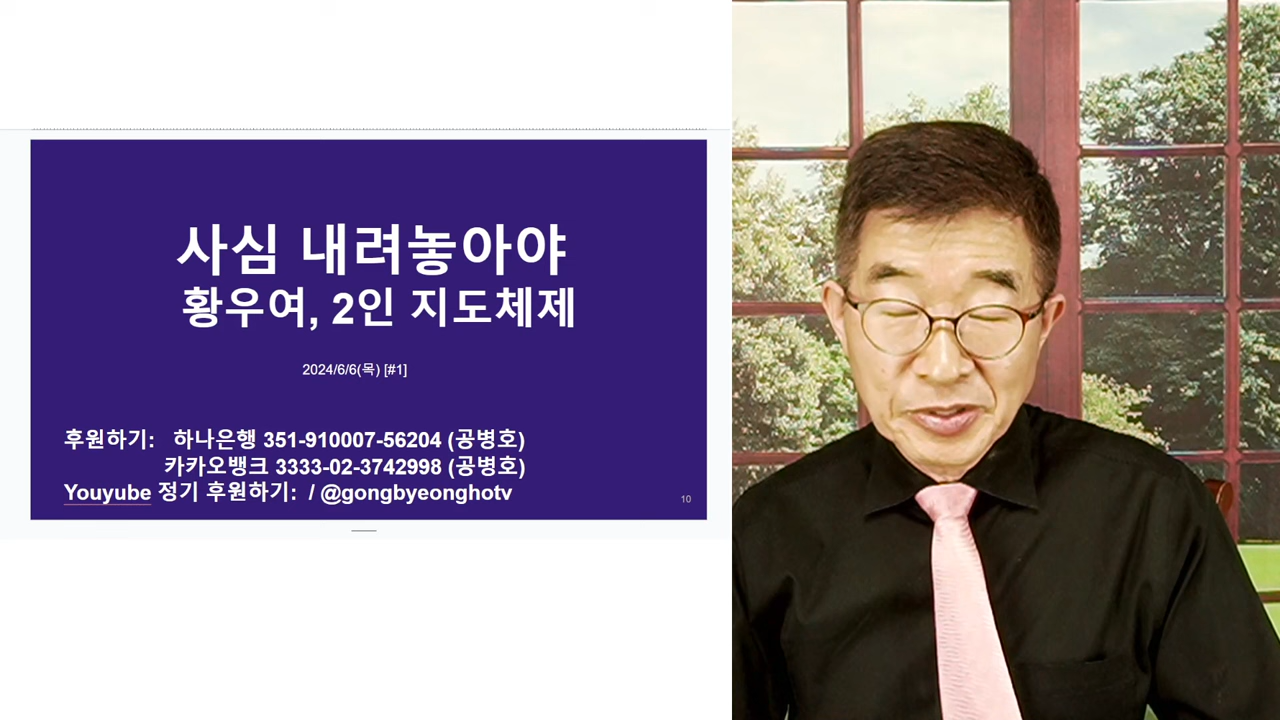 사심 내려놓아야
황우여, 2인 지도체제
2024/6/6(목) [#1]
후원하기: 하나은행 351-910007-56204 (공병호)
카카오뱅크 3333-02-3742998 (공병호)
Youyube 정기 후원하기: / @gongbyeonghotv
10